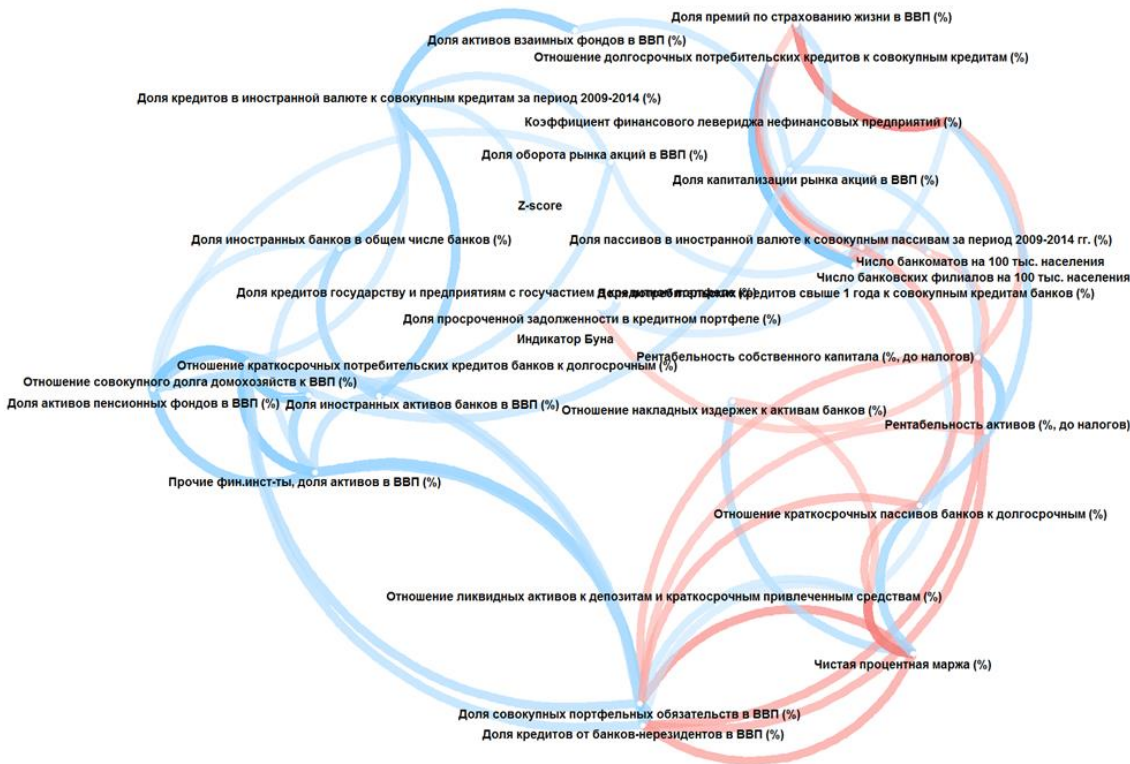 Доля премий по страхованию жизни в ВВП (%)
Доля активов взаимных фондов в ВВП (%)
Отношение долгосрочных потребительских кредитов к совокупным кредитам (%)
Доля кредитов в иностранной валюте к совокупным кредитам за период 2009-2014 (%)
Коэффициент финансового левериджа нефинансовых предприятий (%)
Доля оборота рынка акций в ВВП (%)
Доля капитализации рынка акций в ВВП (%)
Z-score
Доля иностранных банков в общем числе банков (%)
Доля пассивов в иностранной валюте к совокупным пассивам за период 2009-2014 гг. (%)
Число банкоматов на 100 тыс. населения
Число банковских филиалов на 100 тыс. населения
Доля кредитов государству и предприятиям с госучастием в кредитном портфеле (%)
кредитов свыше 1 года к совокупным кредитам банков (%)
Доля просроченной задолженности в кредитном портфеле (%)
Индикатор Буна
Рентабельность собственного капитала (%, до налогов)
Отношение краткосрочных потребительских кредитов банков к долгосрочным (%)
Отношение совокупного долга домохозяйств к ВВП (%)
Доля активов пенсионных фондов в ВВП (%)
Доля иностранных активов банков в ВВП (%)
Отношение накладных издержек к активам банков (%)
Рентабельность активов (%, до налогов)
Прочие фин.инст-ты, доля активов в ВВП (%)
Отношение краткосрочных пассивов банков к долгосрочным (%)
Отношение ликвидных активов к депозитам и краткосрочным привлеченным средствам (%)
Чистая процентная маржа (%)
Доля совокупных портфельных обязательств в ВВП (%)
Доля кредитов от банков-нерезидентов в ВВП (%)